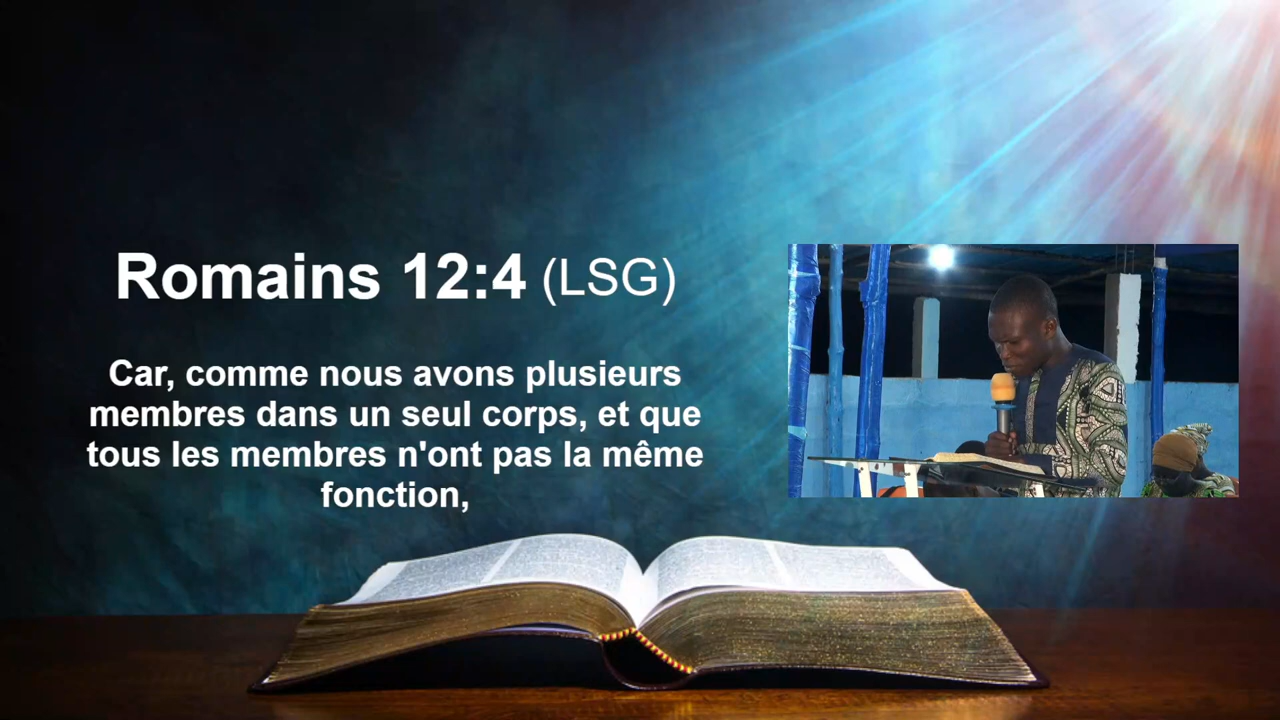 Romains 12:4 (LSG)
Car, comme nous avons plusieurs
membres dans un seul corps, et que
tous les membres n'ont pas la même
fonction,